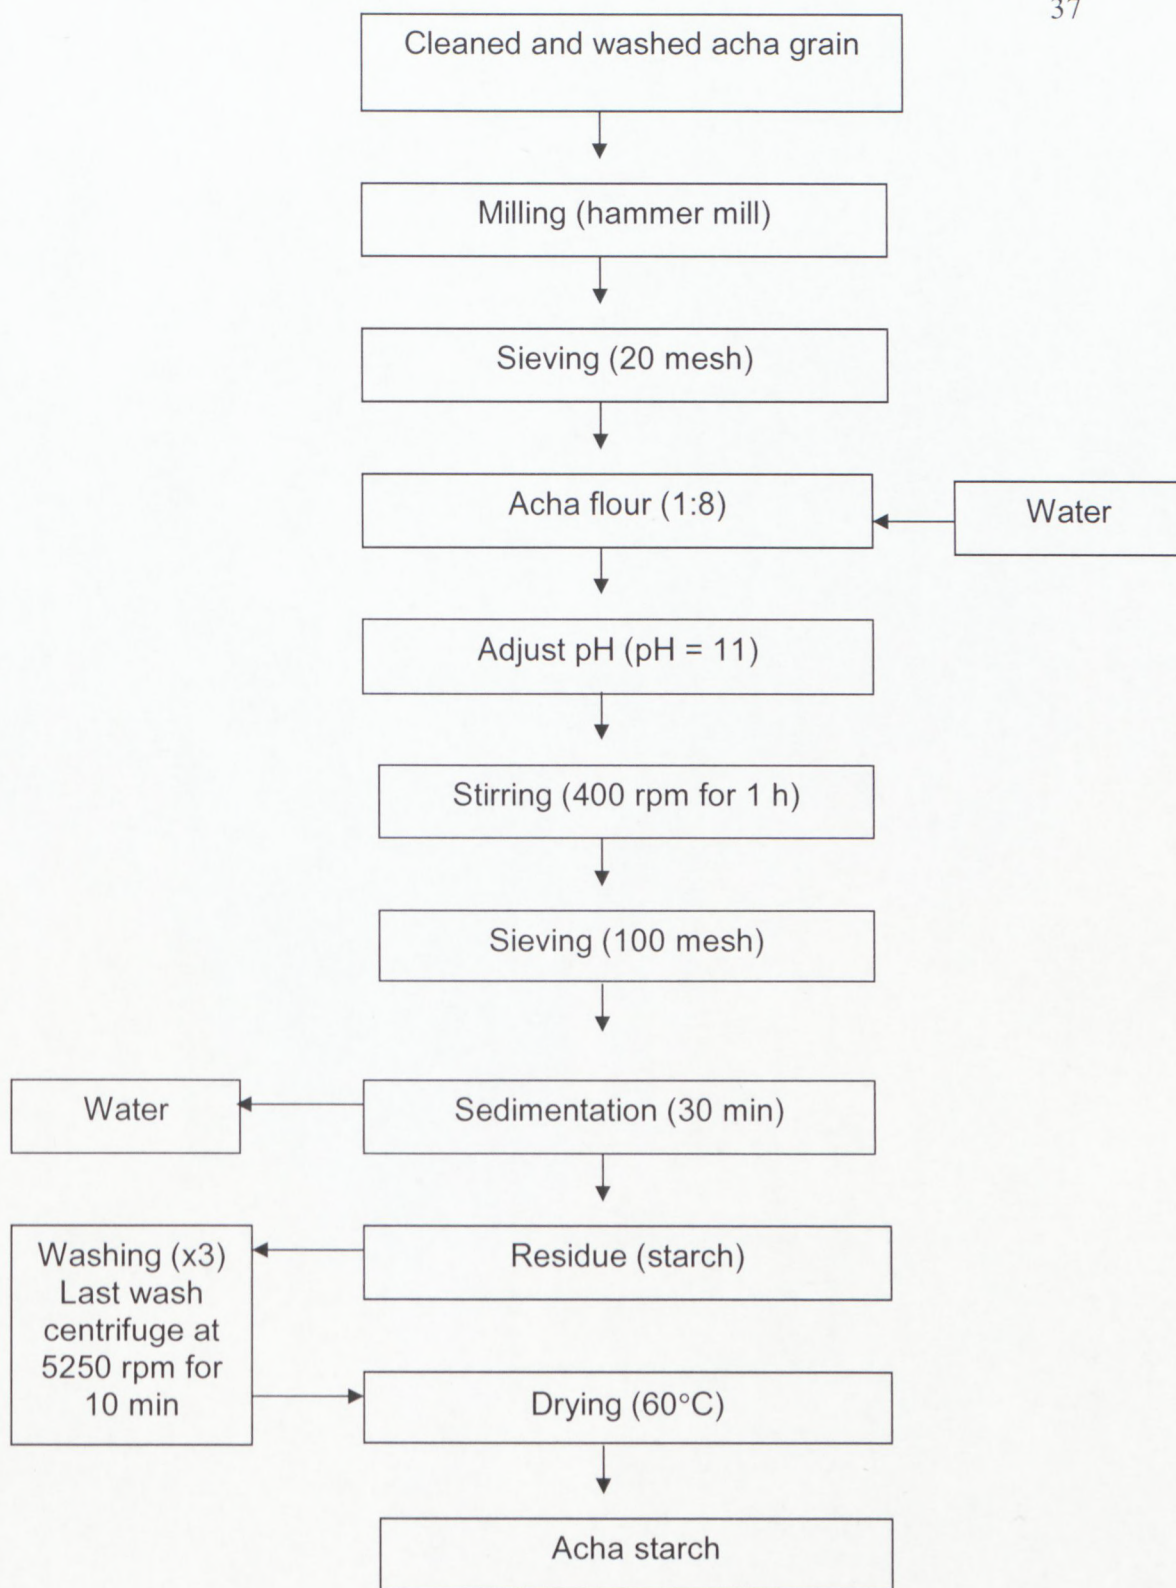 37
Cleaned and washed acha grain
Milling (hammer mill)
Sieving (20 mesh)
Acha flour (1:8)
Water
Adjust pH (pH = 11)
Stirring (400 rpm for 1 h)
Sieving (100 mesh)
Water
Sedimentation (30 min)
Washing (x3)
Last wash
centrifuge at
5250 rpm for
10 min
Residue (starch)
Drying (60°C)
Acha starch